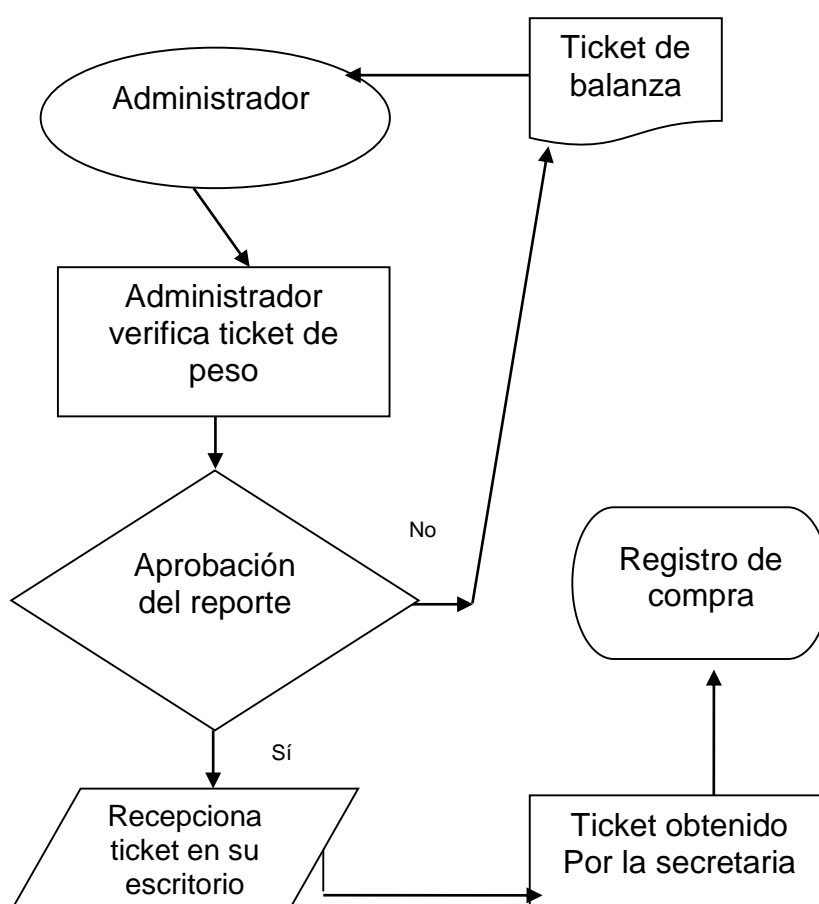 Administrador
Ticket de
balanza
Administrador
verifica ticket de
peso
Aprobación
del reporte
No
Registro de
compra
Sí
Recepciona
ticket en su
escritorio
Ticket obtenido
Por la secretaria